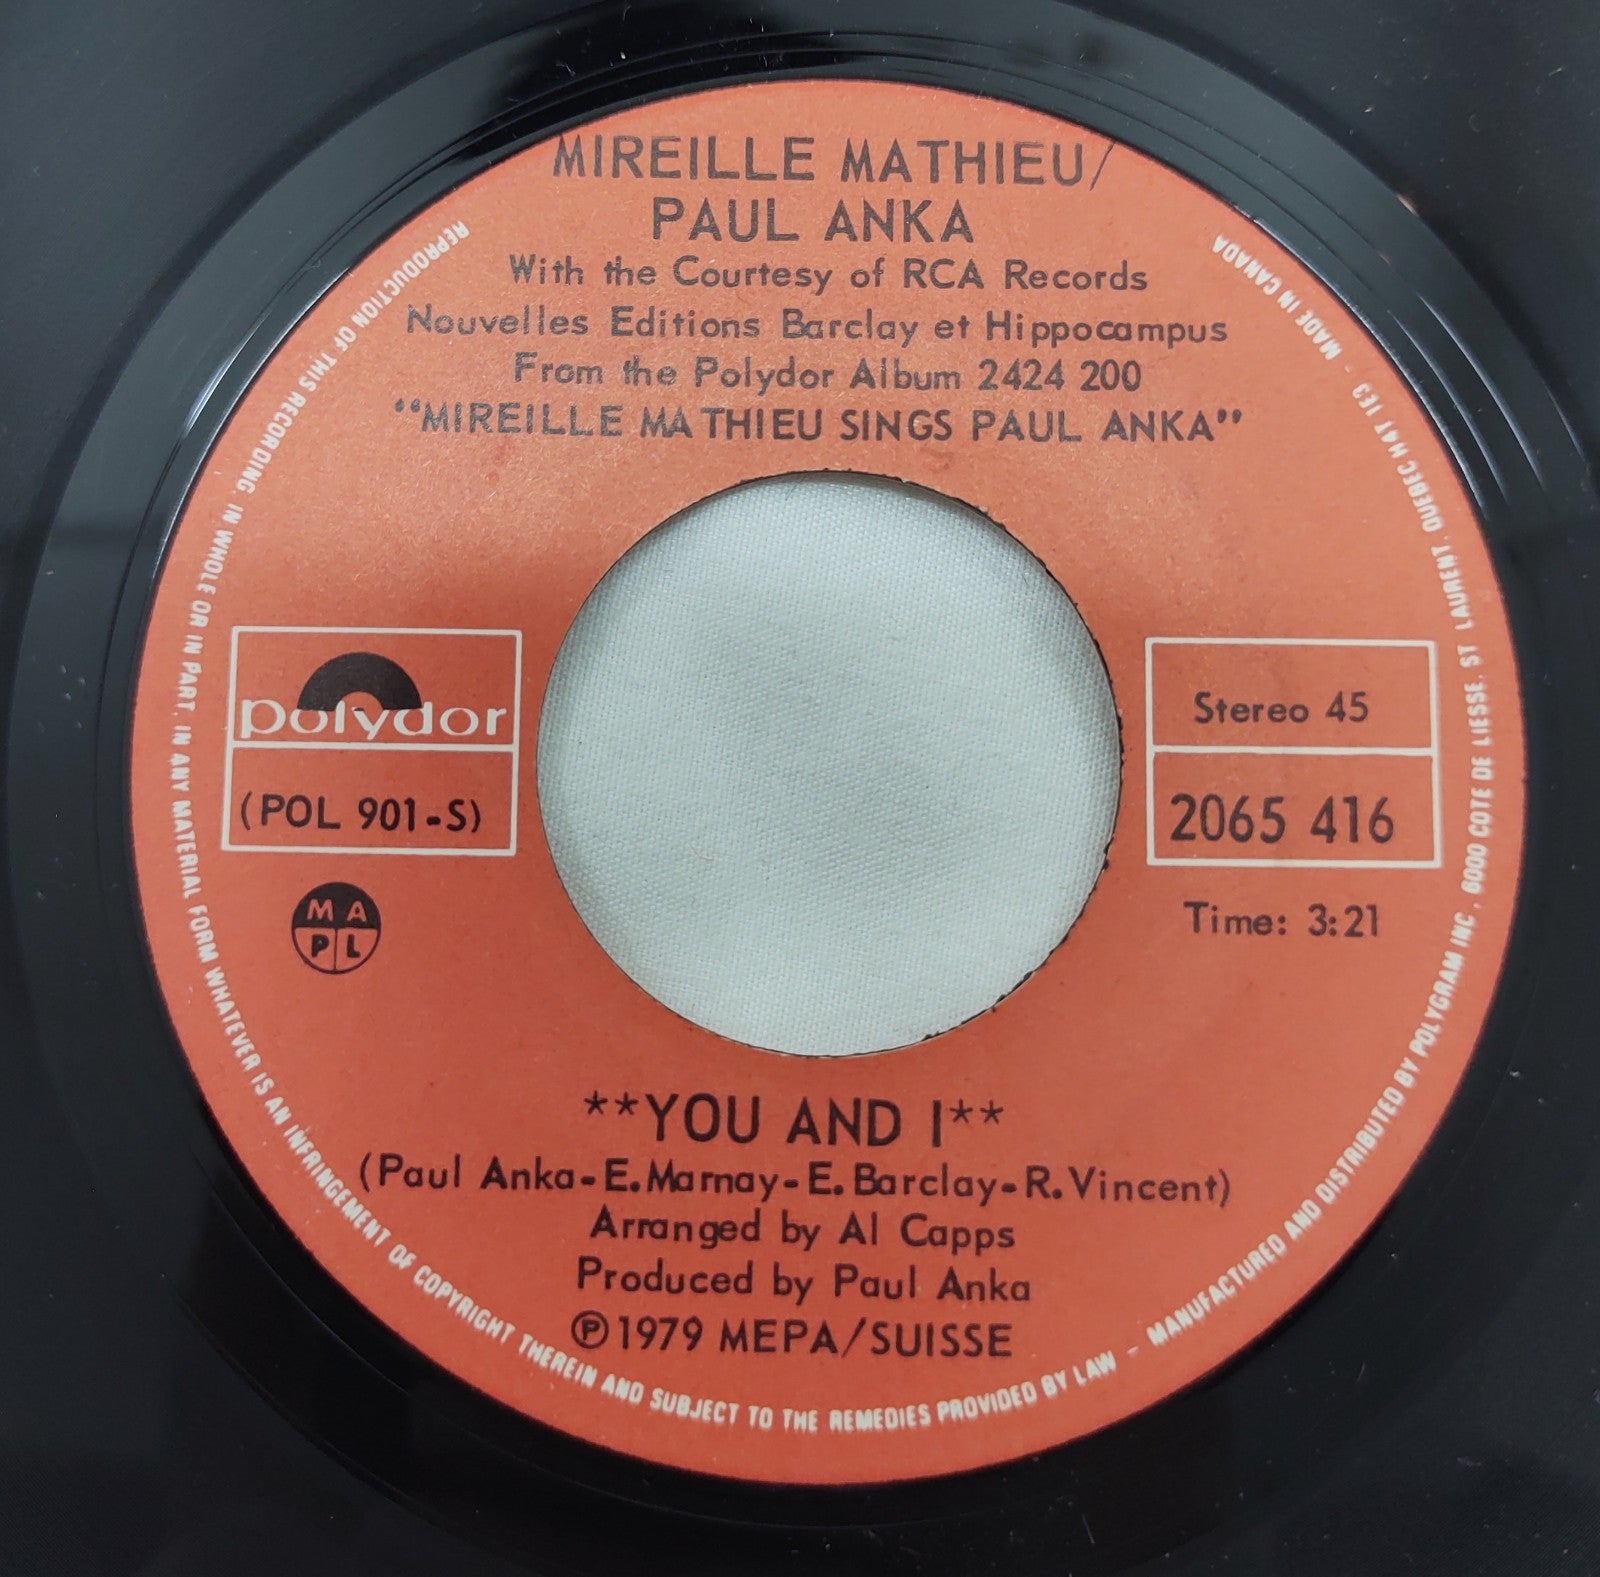 MIREILLE MATHIEU/
PAUL ANKA
With the Courtesy of RCA Records
Nouvelles Editions Barclay et Hippocampus
From the Polydor Album 2424 200
"MIREILLE MATHIEU SINGS PAUL ANKA"
polydor
(POL 901-S)
M A
P L
Stereo 45
2065 416
Time: 3:21
**YOU AND I**
(Paul Anka-E.Marnay-E.Barclay-R.Vincent)
Arranged by Al Capps
Produced by Paul Anka
℗1979 MEPA/SUISSE
REPRODUCTION OF THIS RECORDING, IN WHOLE OR IN PART, IN ANY MATERIAL FORM WHATEVER IS AN INFRINGEMENT OF COPYRIGHT THEREIN AND SUBJECT TO THE REMEDIES PROVIDED BY LAW - MANUFACTURED AND DISTRIBUTED BY POLYGRAM INC., 6000 COTE DE LIESSE, ST LAURENT, QUEBEC H4T 1E3 - MADE IN CANADA